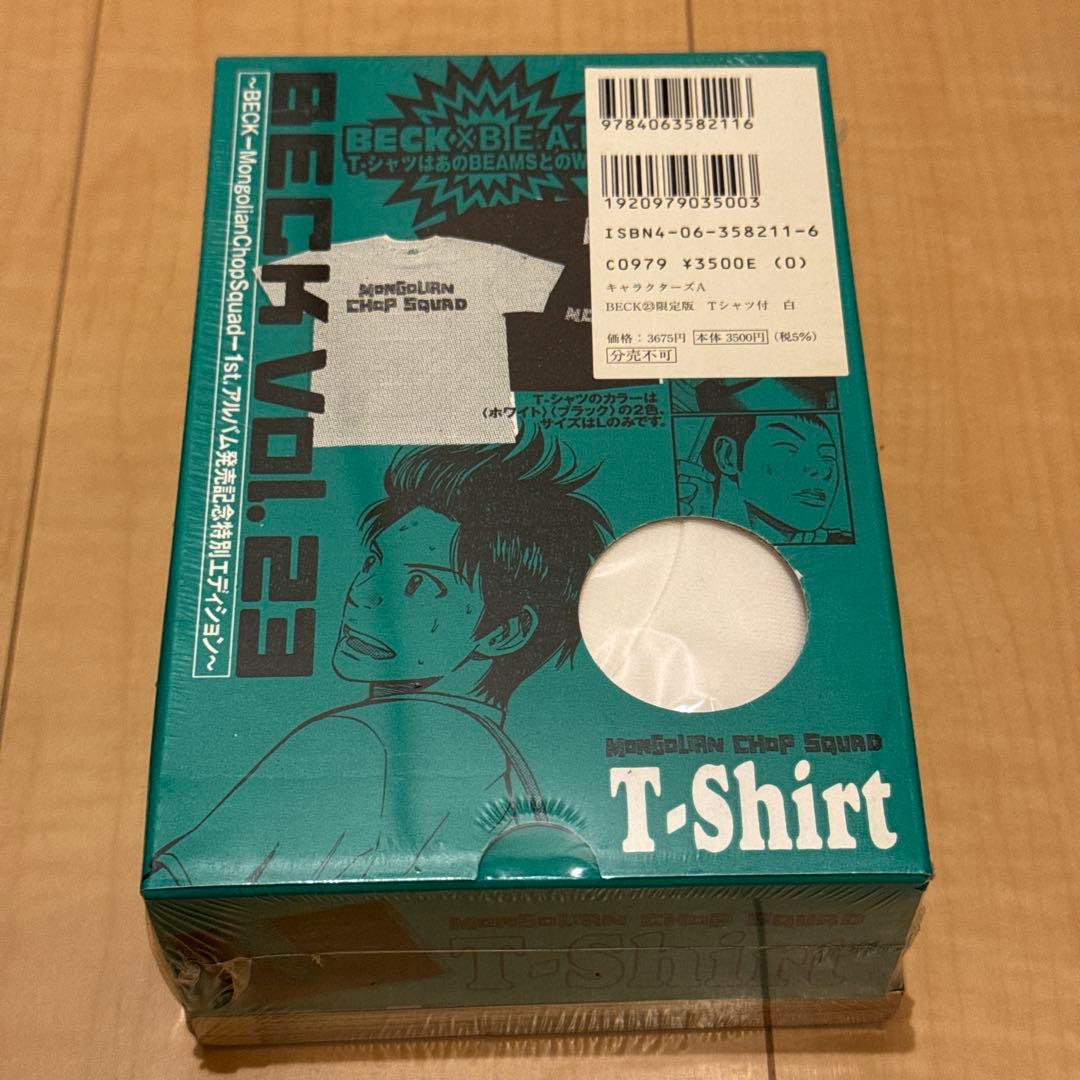 BECK Vol.23
~BECK-MongolianChopSquad-1st.アルバム発売記念特別エディション~
BECK×B.E.A.
T-シャツはあのBEAMSとのW
MONGOLIAN
CHOP SQUAD
T-シャツのカラーは
〈ホワイト〉〈ブラック〉の2色、
サイズはLのみです。
9784063582116
1920979035003
ISBN4-06-358211-6
C0979 ¥3500E (0)
キャラクターズA
BECK㉓限定版 Tシャツ付 白
価格:3675円 本体 3500円 (税5%)
分売不可
MONGOLIAN CHOP SQUAD
T-Shirt
MONGOLIAN CHOP SQUAD
T-Shirt